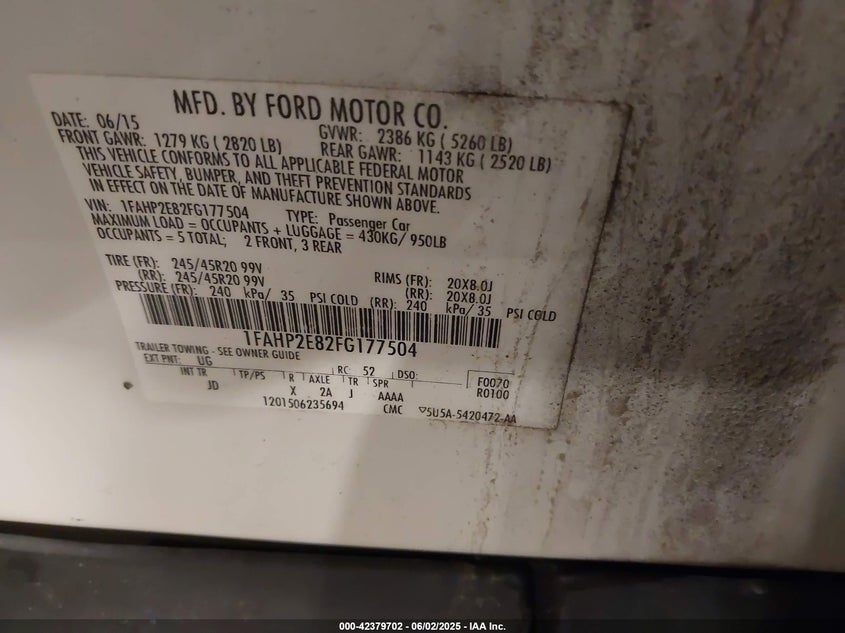 MFD. BY FORD MOTOR CO.
DATE: 06/15 GVWR: 2386 KG ( 5260 LB)
FRONT GAWR: 1279 KG ( 2820 LB) REAR GAWR: 1143 KG ( 2520 LB)
THIS VEHICLE CONFORMS TO ALL APPLICABLE FEDERAL MOTOR
VEHICLE SAFETY, BUMPER, AND THEFT PREVENTION STANDARDS
IN EFFECT ON THE DATE OF MANUFACTURE SHOWN ABOVE.
VIN: 1FAHP2E82FG177504 TYPE: Passenger Car
MAXIMUM LOAD = OCCUPANTS + LUGGAGE = 430KG/ 950LB
OCCUPANTS = 5 TOTAL; 2 FRONT, 3 REAR
TIRE (FR): 245/45R20 99V RIMS (FR): 20X8.0J
(RR): 245/45R20 99V (RR): 20X8.0J
PRESSURE (FR): 240 kPa/ 35 PSI COLD (RR): 240 kPa/ 35 PSI COLD
1FAHP2E82FG177504
TRAILER TOWING - SEE OWNER GUIDE
EXT PNT: UG RC: 52 DSO: F0070
INT TR TP/PS R AXLE TR SPR R0100
JD X 2A J AAAA
1201506235694 CMC ▽5U5A-5420472-AA
000-42379702 - 06/02/2025 - IAA Inc.